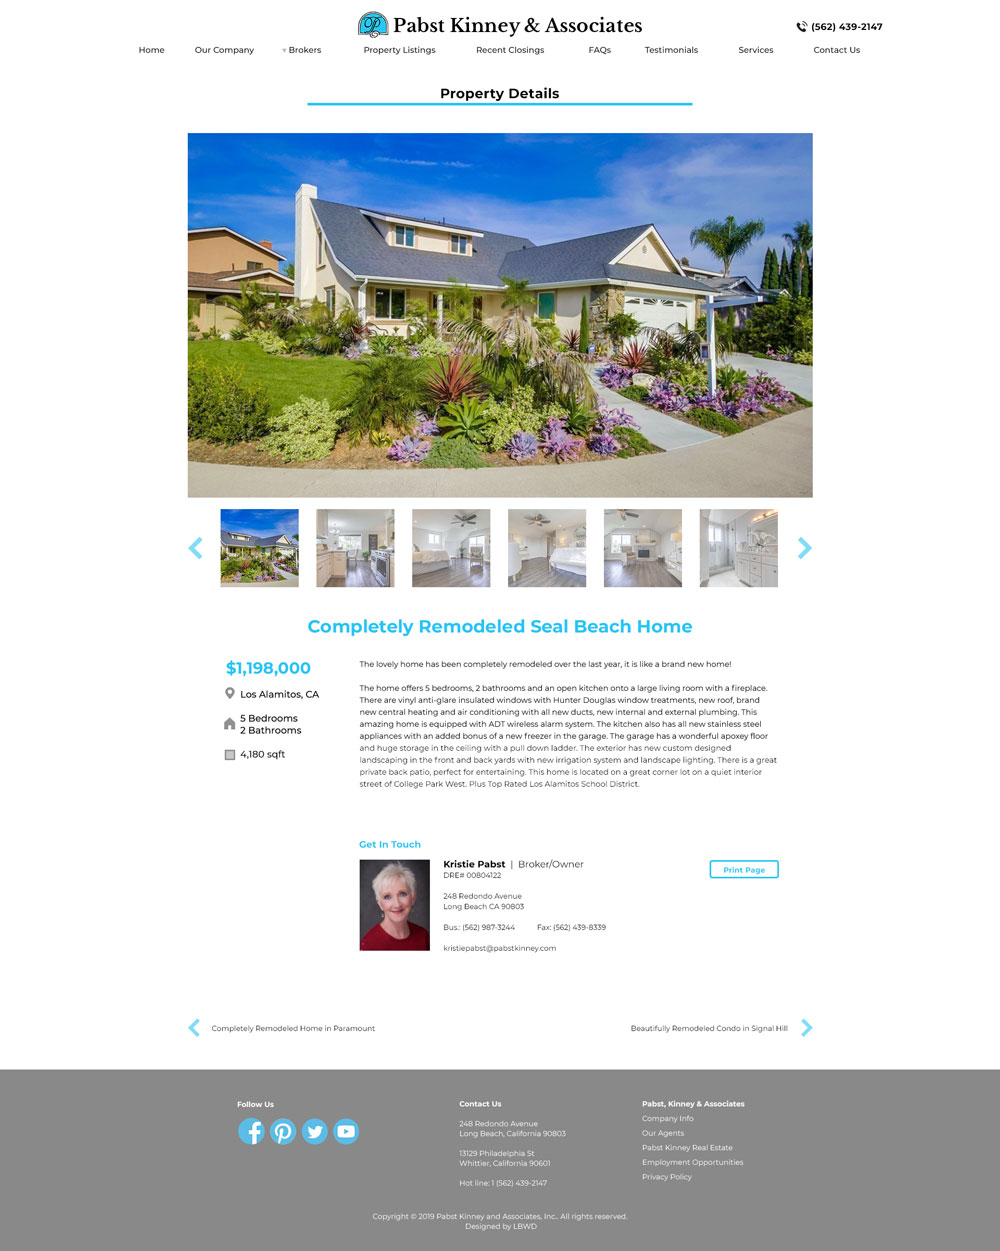 Pabst Kinney & Associates
(562) 439-2147
Home Our Company Brokers Property Listings Recent Closings FAQs Testimonials Services Contact Us
Property Details
Completely Remodeled Seal Beach Home
$1,198,000
Los Alamitos, CA
5 Bedrooms
2 Bathrooms
4,180 sqft
The lovely home has been completely remodeled over the last year, it is like a brand new home!
The home offers 5 bedrooms, 2 bathrooms and an open kitchen onto a large living room with a fireplace.
There are vinyl anti-glare insulated windows with Hunter Douglas window treatments, new roof, brand
new central heating and air conditioning with all new ducts, new internal and external plumbing. This
amazing home is equipped with ADT wireless alarm system. The kitchen also has all new stainless steel
appliances with an added bonus of a new freezer in the garage. The garage has a wonderful apoxey floor
and huge storage in the ceiling with a pull down ladder. The exterior has new custom designed
landscaping in the front and back yards with new irrigation system and landscape lighting. There is a great
private back patio, perfect for entertaining. This home is located on a great corner lot on a quiet interior
street of College Park West. Plus Top Rated Los Alamitos School District.
Get In Touch
Kristie Pabst | Broker/Owner
DRE# 00804122
248 Redondo Avenue
Long Beach CA 90803
Bus.: (562) 987-3244 Fax: (562) 439-8339
kristiepabst@pabstkinney.com
Print Page
Completely Remodeled Home in Paramount
Beautifully Remodeled Condo in Signal Hill
Follow Us
Contact Us
248 Redondo Avenue
Long Beach, California 90803
13129 Philadelphia St
Whittier, California 90601
Hot line: 1 (562) 439-2147
Pabst, Kinney & Associates
Company Info
Our Agents
Pabst Kinney Real Estate
Employment Opportunities
Privacy Policy
Copyright © 2019 Pabst Kinney and Associates, Inc.. All rights reserved.
Designed by LBWD